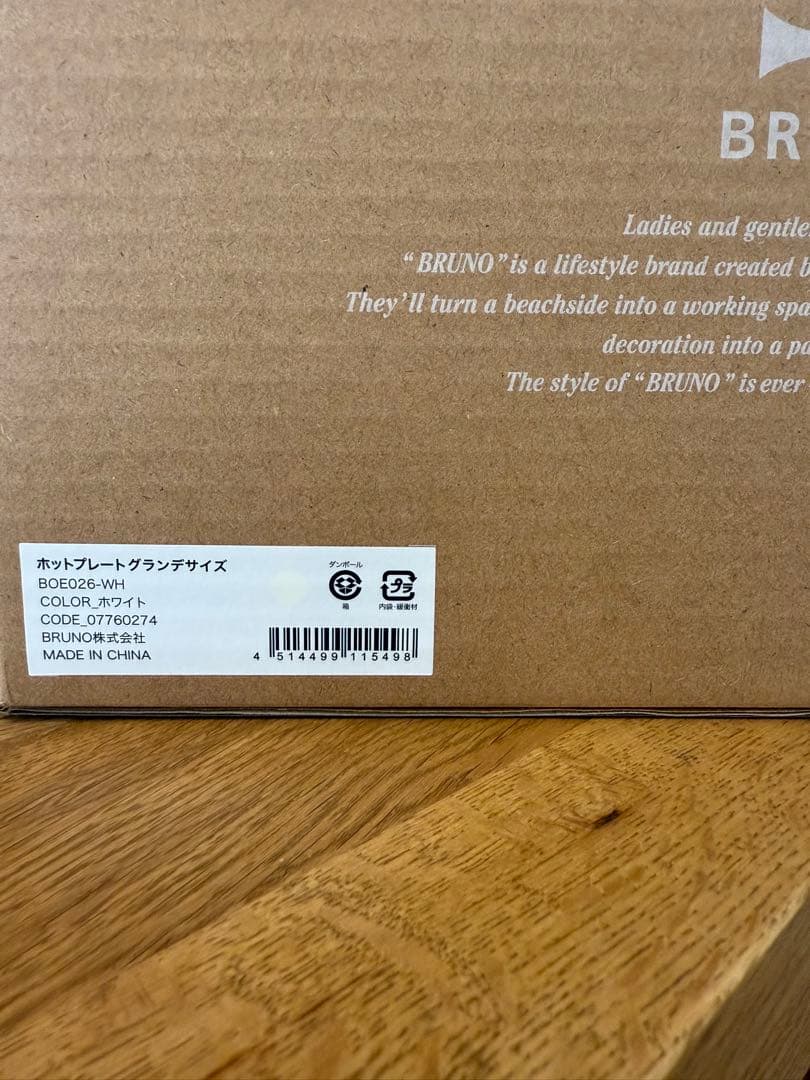 BR
Ladies and gentle
“BRUNO” is a lifestyle brand created b
They’ll turn a beachside into a working spa
decoration into a pa
The style of “BRUNO” is ever
ホットプレートグランデサイズ
BOE026-WH
COLOR_ホワイト
CODE_07760274
BRUNO株式会社
MADE IN CHINA
ダンボール
箱
プラ
内袋・緩衝材
4 514499 115498